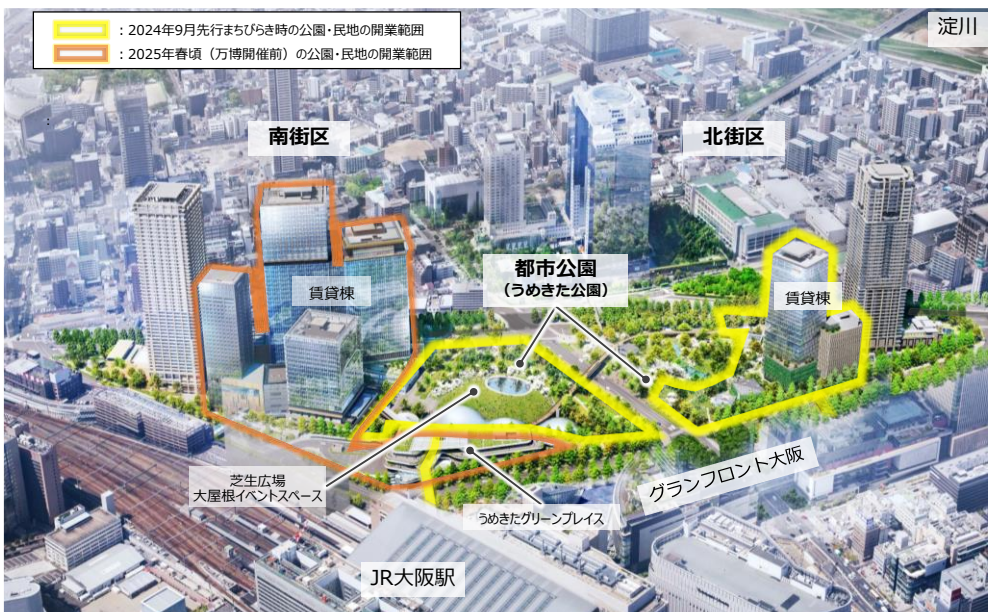 ：2024年9月先行まちびらき時の公園・民地の開業範囲
：2025年春頃（万博開催前）の公園・民地の開業範囲
淀川
南街区
北街区
都市公園
（うめきた公園）
賃貸棟
賃貸棟
芝生広場
大屋根イベントスペース
グランフロント大阪
うめきたグリーンプレイス
JR大阪駅